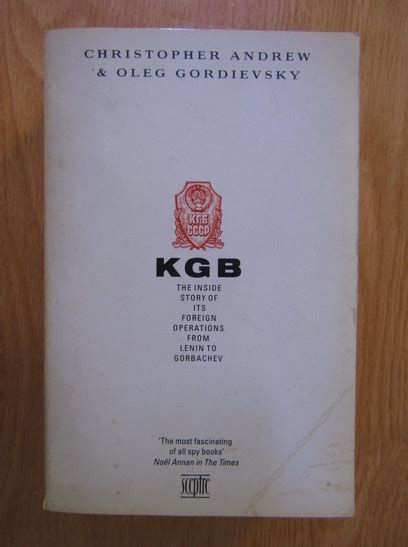 CHRISTOPHER ANDREW
& OLEG GORDIEVSKY
КГБ
СССР
KGB
THE INSIDE
STORY OF
ITS
FOREIGN
OPERATIONS
FROM
LENIN TO
GORBACHEV
'The most fascinating
of all spy books'
Noël Annan in The Times
sceptre